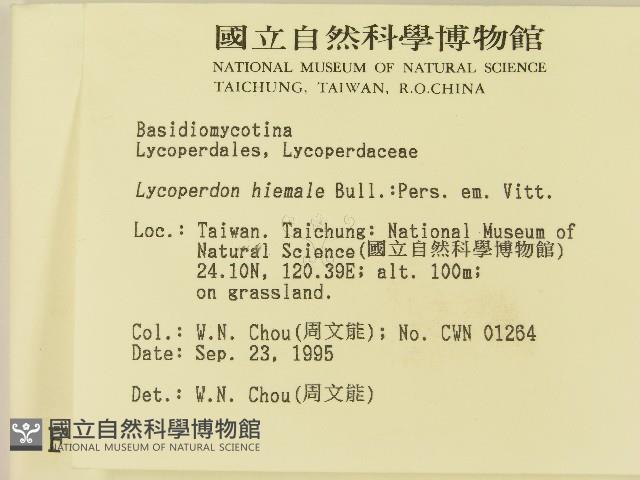 國立自然科學博物館
NATIONAL MUSEUM OF NATURAL SCIENCE
TAICHUNG, TAIWAN, R.O.CHINA
Basidiomycotina
Lycoperdales, Lycoperdaceae
Lycoperdon hiemale Bull.:Pers. em. Vitt.
Loc.: Taiwan. Taichung: National Museum of
Natural Science(國立自然科學博物館)
24.10N, 120.39E; alt. 100m;
on grassland.
Col.: W.N. Chou(周文能); No. CWN 01264
Date: Sep. 23, 1995
Det.: W.N. Chou(周文能)
國立自然科學博物館
NATIONAL MUSEUM OF NATURAL SCIENCE